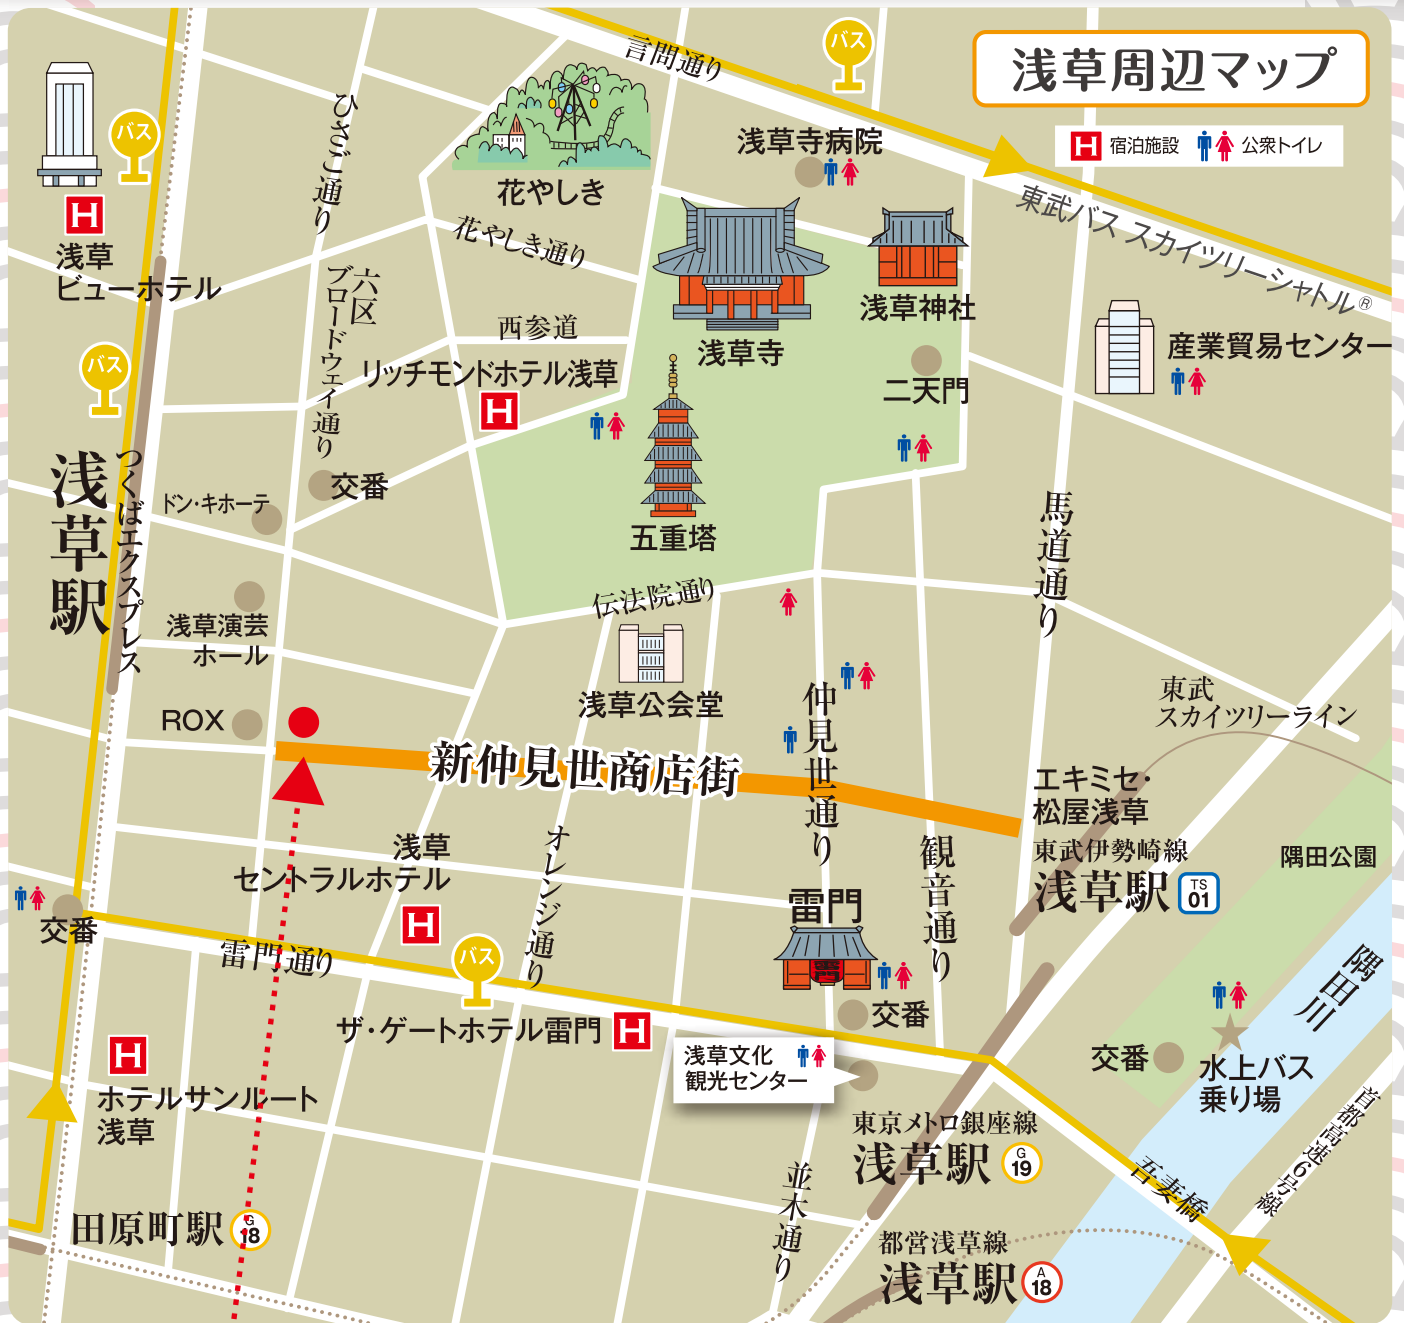 浅草周辺マップ
宿泊施設
公衆トイレ
言問通り
バス
バス
ひさご通り
花やしき
浅草寺病院
東武バス スカイツリーシャトル®
浅草
ビューホテル
花やしき通り
六区
ブロードウェイ通り
西参道
浅草寺
浅草神社
産業貿易センター
リッチモンドホテル浅草
二天門
バス
浅草駅
つくばエクスプレス
ドン・キホーテ
交番
五重塔
馬道通り
伝法院通り
浅草演芸
ホール
浅草公会堂
ROX
仲見世通り
東武
スカイツリーライン
新仲見世商店街
エキミセ・
松屋浅草
東武伊勢崎線
浅草駅
TS
01
隅田公園
浅草
セントラルホテル
オレンジ通り
観音通り
雷門
雷門
交番
雷門通り
バス
隅田川
ザ・ゲートホテル雷門
交番
浅草文化
観光センター
交番
水上バス
乗り場
ホテルサンルート
浅草
首都高速6号線
東京メトロ銀座線
浅草駅
G
19
吾妻橋
並木通り
田原町駅
G
18
都営浅草線
浅草駅
A
18
H
H
H
H
H
H